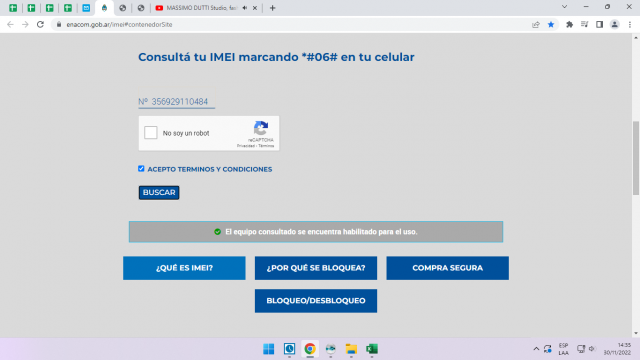 MASSIMO DUTTI Studio, fas
enacom.gob.ar/imei#contenedorSite
Consultá tu IMEI marcando *#06# en tu celular
Nº 356929110484
No soy un robot
reCAPTCHA
Privacidad - Términos
ACEPTO TERMINOS Y CONDICIONES
BUSCAR
El equipo consultado se encuentra habilitado para el uso.
¿QUÉ ES IMEI?
¿POR QUÉ SE BLOQUEA?
COMPRA SEGURA
BLOQUEO/DESBLOQUEO
ESP
LAA
14:35
30/11/2022